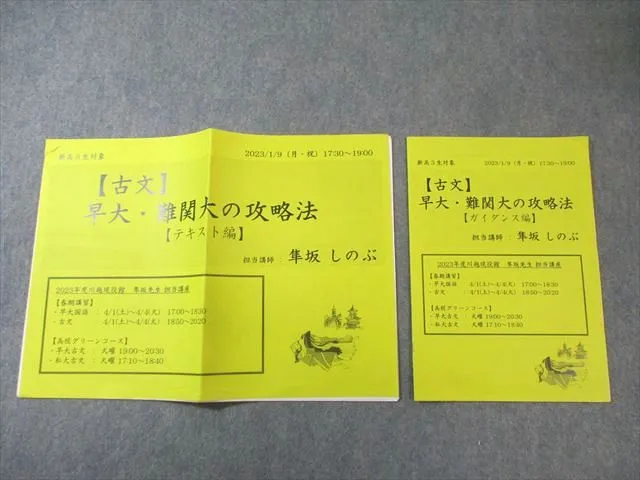 新高3生対象
2023/1/9 (月・祝) 17:30～19:00
【古文】
早大・難関大の攻略法
【テキスト編】
担当講師 : 隼坂 しのぶ
2023年度川越現役館 隼坂先生 担当講座
【春期講習】
・早大国語 : 4/1(土)～4/4(火) 17:00～18:30
・古文 : 4/1(土)～4/4(火) 18:50～20:20
【高校グリーンコース】
・早大古文 : 火曜 19:00～20:30
・私大古文 : 火曜 17:10～18:40
新高3生対象
2023/1/9 (月・祝) 17:30～19:00
【古文】
早大・難関大の攻略法
【ガイダンス編】
担当講師 : 隼坂 しのぶ
2023年度川越現役館 隼坂先生 担当講座
【春期講習】
・早大国語 : 4/1(土)～4/4(火) 17:00～18:30
・古文 : 4/1(土)～4/4(火) 18:50～20:20
【高校グリーンコース】
・早大古文 火曜 19:00～20:30
・私大古文 : 火曜 17:10～18:40